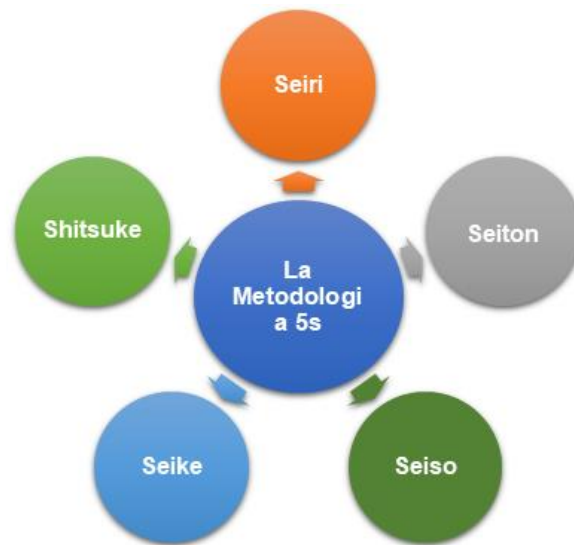 Seiri
Shitsuke
Seiton
La
Metodologi
a 5s
Seike
Seiso